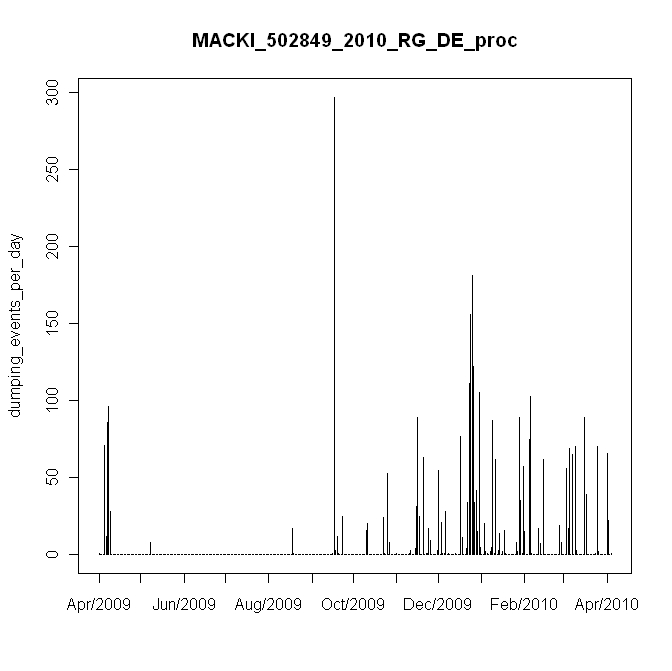 MACKI_502849_2010_RG_DE_proc
dumping_events_per_day
300
250
200
150
100
50
0
Apr/2009 Jun/2009 Aug/2009 Oct/2009 Dec/2009 Feb/2010 Apr/2010